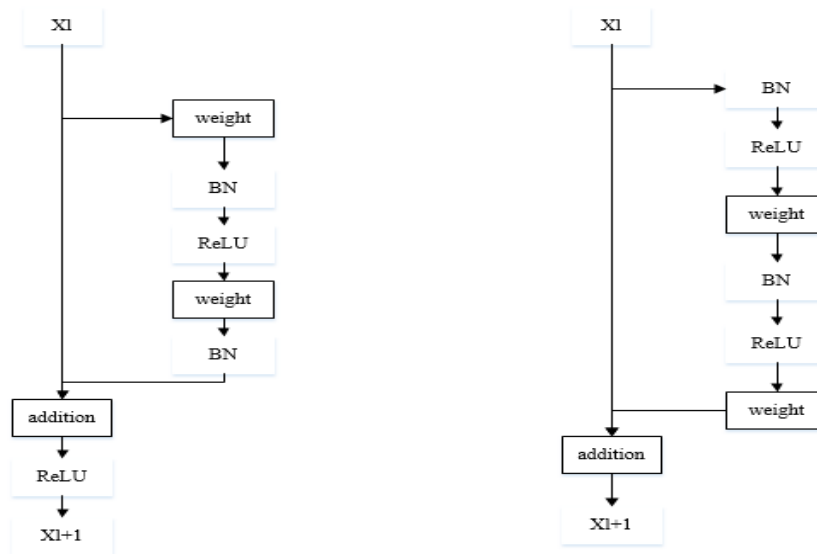 Xl
weight
BN
ReLU
weight
BN
addition
ReLU
Xl+1
Xl
BN
ReLU
weight
BN
ReLU
weight
addition
Xl+1